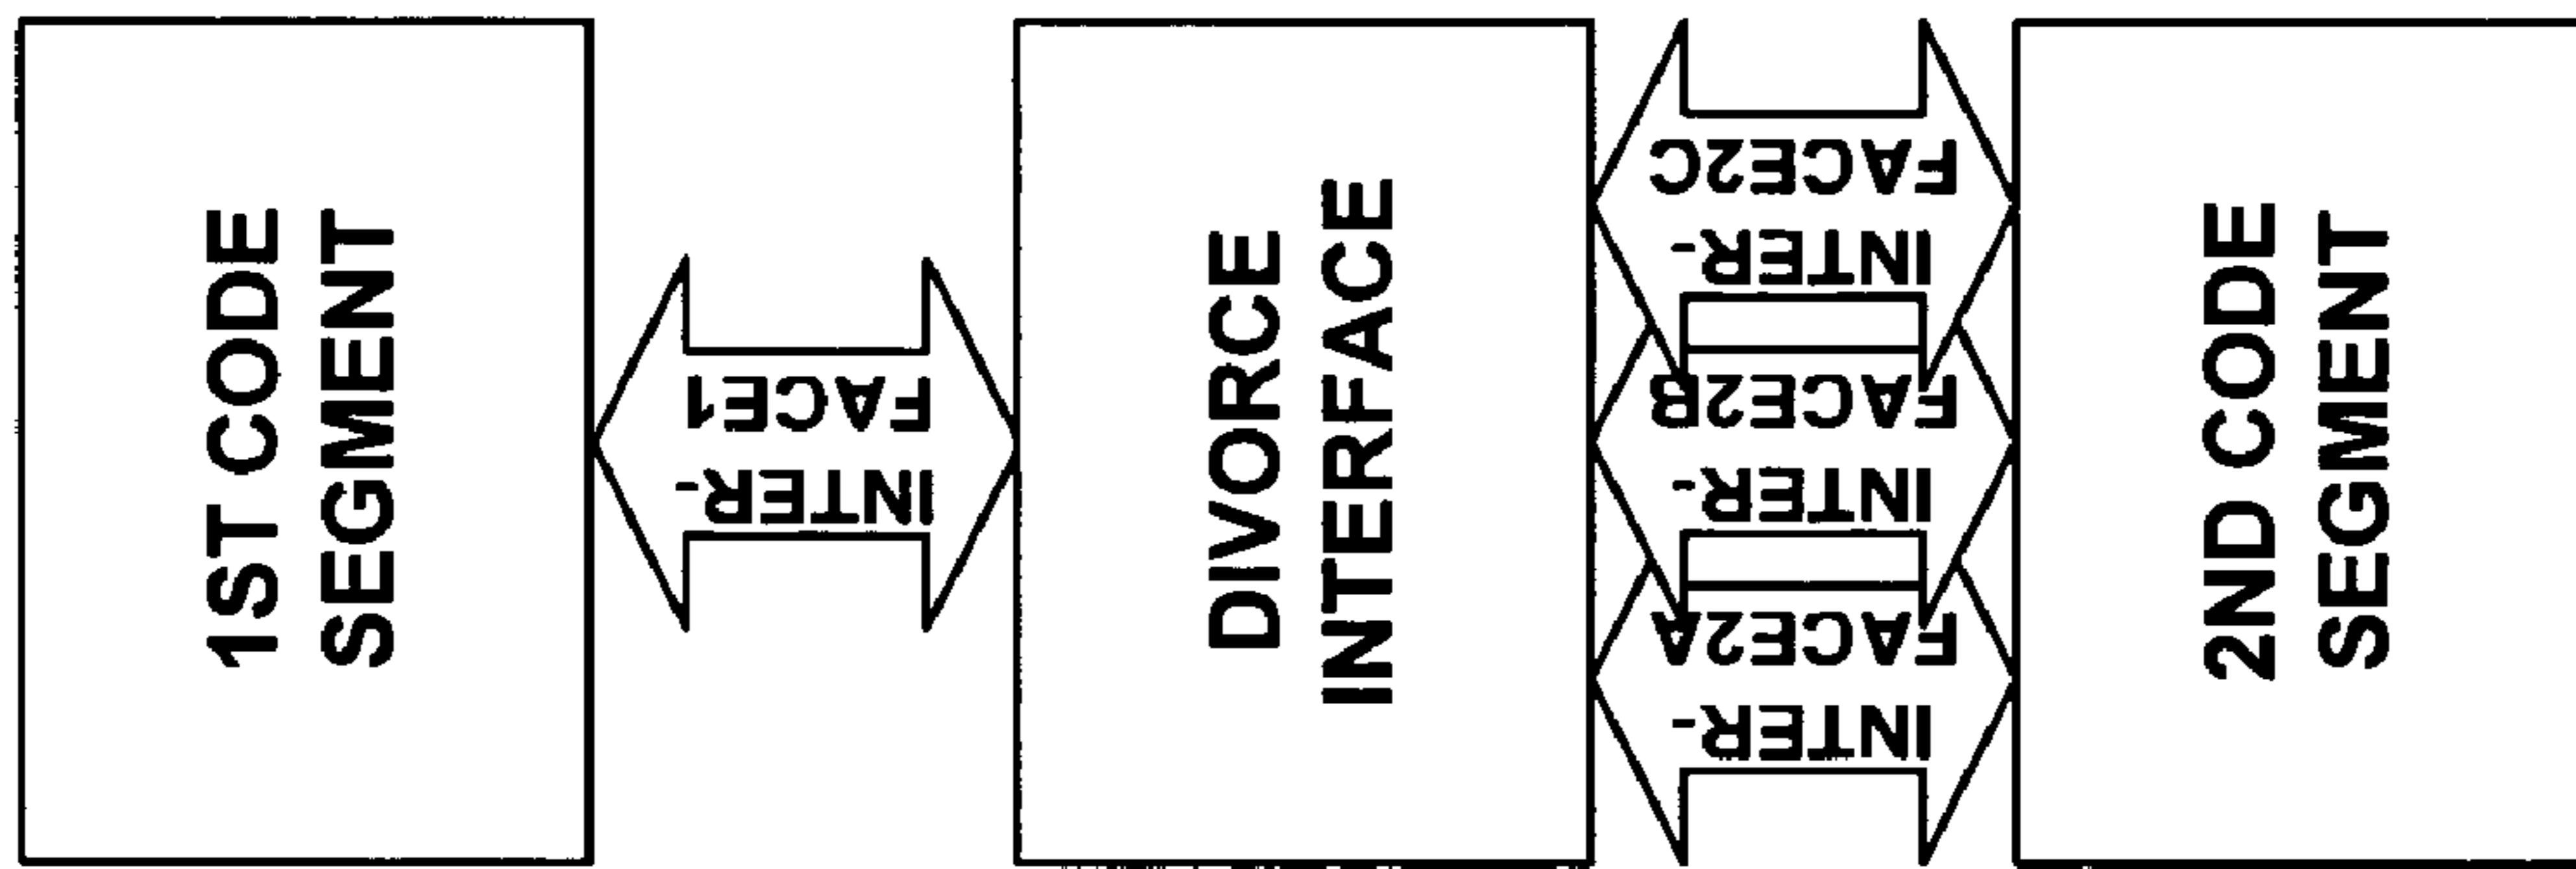 1ST CODE
SEGMENT
INTER-
FACE1
DIVORCE
INTERFACE
INTER-
FACE2A
INTER-
FACE2B
INTER-
FACE2C
2ND CODE
SEGMENT